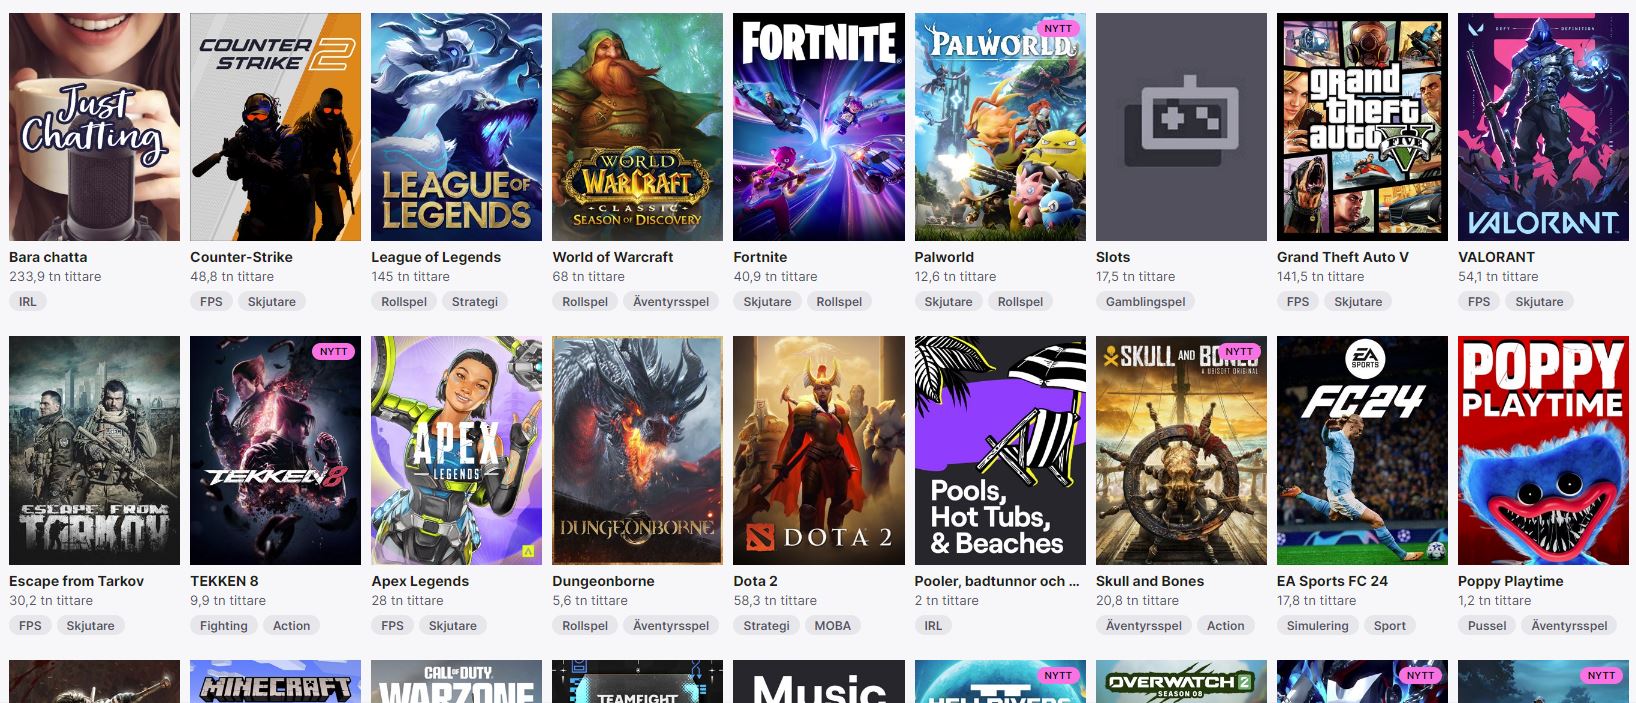 Just
Chatting
Bara chatta
233,9 tn tittare
IRL
COUNTER
STRIKE 2
Counter-Strike
48,8 tn tittare
FPS Skjutare
LEAGUE OF
LEGENDS
League of Legends
145 tn tittare
Rollspel Strategi
WORLD
WARCRAFT
CLASSIC
SEASON OF DISCOVERY
World of Warcraft
68 tn tittare
Rollspel Äventyrsspel
FORTNITE
Fortnite
40,9 tn tittare
Skjutare Rollspel
NYTT
PALWORLD
Palworld
12,6 tn tittare
Skjutare Rollspel
Slots
17,5 tn tittare
Gamblingspel
grand
theft
auto V
FIVE
Grand Theft Auto V
141,5 tn tittare
FPS Skjutare
DEFY DEFINITION
VALORANT
VALORANT
54,1 tn tittare
FPS Skjutare
ESCAPE FROM
TARKOV
Escape from Tarkov
30,2 tn tittare
FPS Skjutare
NYTT
TEKKEN 8
TEKKEN 8
9,9 tn tittare
Fighting Action
APEX
LEGENDS
Apex Legends
28 tn tittare
FPS Skjutare
DUNGEONBORNE
Dungeonborne
5,6 tn tittare
Rollspel Äventyrsspel
DOTA 2
Dota 2
58,3 tn tittare
Strategi MOBA
Pools,
Hot Tubs,
& Beaches
Pooler, badtunnor och ...
2 tn tittare
IRL
NYTT
SKULL AND BONES
A UBISOFT ORIGINAL
Skull and Bones
20,8 tn tittare
Äventyrsspel Action
EA
SPORTS
FC24
EA Sports FC 24
17,8 tn tittare
Simulering Sport
POPPY
PLAYTIME
Poppy Playtime
1,2 tn tittare
Pussel Äventyrsspel
MINECRAFT
CALL OF DUTY
WARZONE
TEAMFIGHT
Music
NYTT
HELLDIVERS
OVERWATCH 2
SEASON 08
NYTT
NYTT